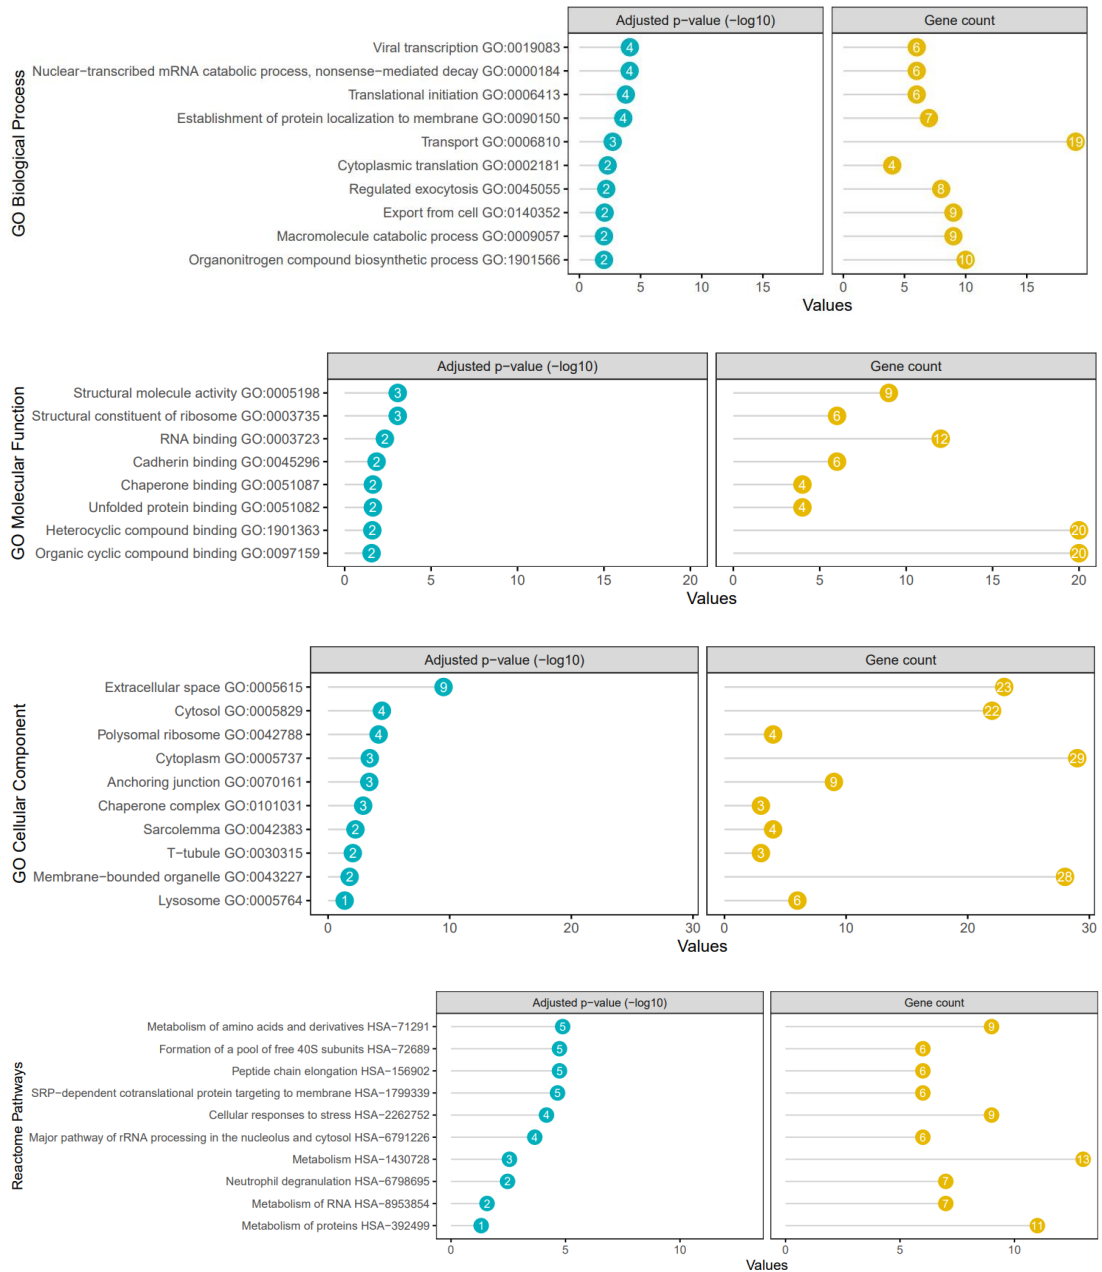 Adjusted p−value (−log10) Gene count
GO Biological Process
Viral transcription GO:0019083 4 6
Nuclear−transcribed mRNA catabolic process, nonsense−mediated decay GO:0000184 4 6
Translational initiation GO:0006413 4 6
Establishment of protein localization to membrane GO:0090150 4 7
Transport GO:0006810 3 19
Cytoplasmic translation GO:0002181 2 4
Regulated exocytosis GO:0045055 2 8
Export from cell GO:0140352 2 9
Macromolecule catabolic process GO:0009057 2 9
Organonitrogen compound biosynthetic process GO:1901566 2 10
0 5 10 15 0 5 10 15
Values
Adjusted p−value (−log10) Gene count
GO Molecular Function
Structural molecule activity GO:0005198 3 9
Structural constituent of ribosome GO:0003735 3 6
RNA binding GO:0003723 2 12
Cadherin binding GO:0045296 2 6
Chaperone binding GO:0051087 2 4
Unfolded protein binding GO:0051082 2 4
Heterocyclic compound binding GO:1901363 2 20
Organic cyclic compound binding GO:0097159 2 20
0 5 10 15 20 0 5 10 15 20
Values
Adjusted p−value (−log10) Gene count
GO Cellular Component
Extracellular space GO:0005615 9 23
Cytosol GO:0005829 4 22
Polysomal ribosome GO:0042788 4 4
Cytoplasm GO:0005737 3 29
Anchoring junction GO:0070161 3 9
Chaperone complex GO:0101031 3 3
Sarcolemma GO:0042383 2 4
T−tubule GO:0030315 2 3
Membrane−bounded organelle GO:0043227 2 28
Lysosome GO:0005764 1 6
0 10 20 30 0 10 20 30
Values
Adjusted p−value (−log10) Gene count
Reactome Pathways
Metabolism of amino acids and derivatives HSA−71291 5 9
Formation of a pool of free 40S subunits HSA−72689 5 6
Peptide chain elongation HSA−156902 5 6
SRP−dependent cotranslational protein targeting to membrane HSA−1799339 5 6
Cellular responses to stress HSA−2262752 4 9
Major pathway of rRNA processing in the nucleolus and cytosol HSA−6791226 4 6
Metabolism HSA−1430728 3 13
Neutrophil degranulation HSA−6798695 2 7
Metabolism of RNA HSA−8953854 2 7
Metabolism of proteins HSA−392499 1 11
0 5 10 0 5 10
Values